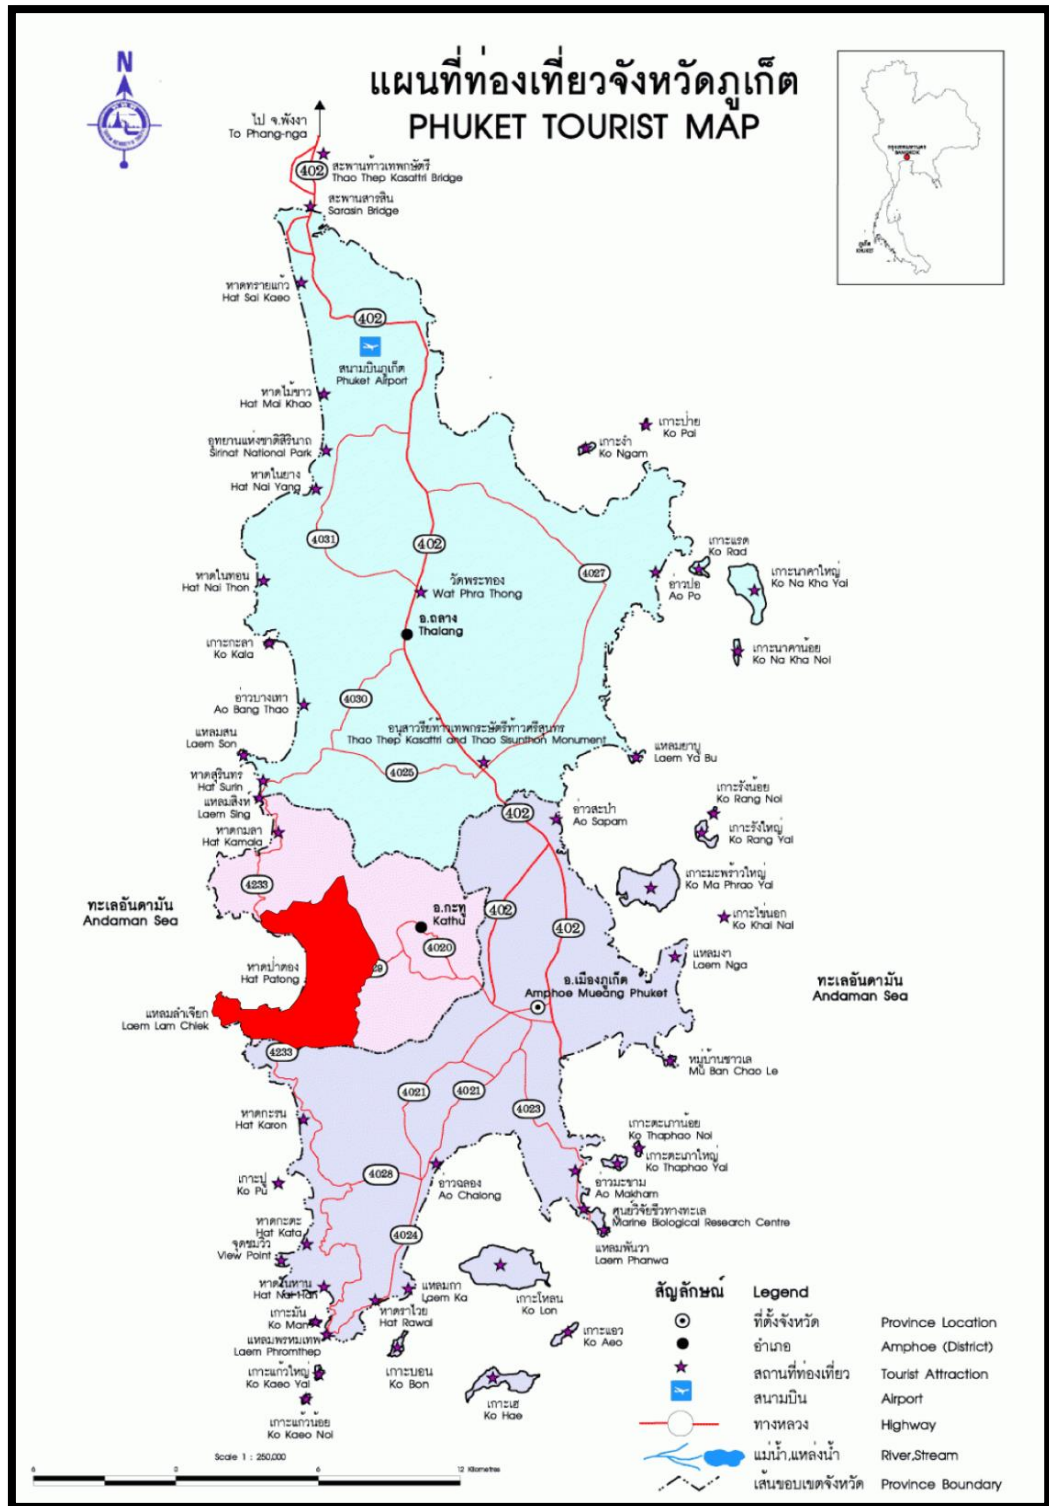 แผนที่ท่องเที่ยวจังหวัดภูเก็ต
PHUKET TOURIST MAP
N
ไป จ.พังงา
To Phang-nga
402
สะพานท้าวเทพกษัตรี
Thao Thep Kasattri Bridge
สะพานสารสิน
Sarasin Bridge
กรุงเทพมหานคร
BANGKOK
ภูเก็ต
PHUKET
หาดทรายแก้ว
Hat Sai Kaeo
402
สนามบินภูเก็ต
Phuket Airport
หาดไม้ขาว
Hat Mai Khao
เกาะป่าย
Ko Pai
เกาะงำ
Ko Ngam
อุทยานแห่งชาติสิรินาถ
Sirinat National Park
หาดในยาง
Hat Nai Yang
4031
402
4027
เกาะแรด
Ko Rad
อ่าวปอ
Ao Po
เกาะนาคาใหญ่
Ko Na Kha Yai
หาดในทอน
Hat Nai Thon
วัดพระทอง
Wat Phra Thong
อ.ถลาง
Thalang
เกาะกะลา
Ko Kala
เกาะนาคาน้อย
Ko Na Kha Noi
อ่าวบางเทา
Ao Bang Thao
4030
อนุสาวรีย์ท้าวเทพกระษัตรีท้าวศรีสุนทร
Thao Thep Kasattri and Thao Sisunthon Monument
แหลมสน
Laem Son
แหลมยาบู
Laem Ya Bu
4025
หาดสุรินทร
Hat Surin
แหลมสิงห์
Laem Sing
หาดกมลา
Hat Kamala
402
อ่าวสะปำ
Ao Sapam
เกาะรังน้อย
Ko Rang Noi
เกาะรังใหญ่
Ko Rang Yai
4233
เกาะมะพร้าวใหญ่
Ko Ma Phrao Yai
ทะเลอันดามัน
Andaman Sea
อ.กะทู้
Kathu
402
402
เกาะไข่นอก
Ko Khai Nai
4020
แหลมงา
Laem Nga
หาดป่าตอง
Hat Patong
29
อ.เมืองภูเก็ต
Amphoe Mueang Phuket
ทะเลอันดามัน
Andaman Sea
แหลมลำเจียก
Laem Lam Chiek
4233
หมู่บ้านชาวเล
Mu Ban Chao Le
4021
4021
4023
หาดกะรน
Hat Karon
เกาะตะเภาน้อย
Ko Thaphao Noi
เกาะตะเภาใหญ่
Ko Thaphao Yai
เกาะปู
Ko Pu
4028
อ่าวฉลอง
Ao Chalong
อ่าวมะขาม
Ao Makham
ศูนย์วิจัยชีวทางทะเล
Marine Biological Research Centre
หาดกะตะ
Hat Kata
จุดชมวิว
View Point
4024
แหลมพันวา
Laem Phanwa
หาดในหาน
Hat Nai Han
แหลมกา
Laem Ka
เกาะโหลน
Ko Lon
เกาะมัน
Ko Man
หาดราไวย
Hat Rawai
แหลมพรหมเทพ
Laem Phromthep
เกาะแอว
Ko Aeo
เกาะแก้วใหญ่
Ko Kaeo Yai
เกาะบอน
Ko Bon
เกาะเฮ
Ko Hae
เกาะแก้วน้อย
Ko Kaeo Noi
สัญลักษณ์ Legend
ที่ตั้งจังหวัด Province Location
อำเภอ Amphoe (District)
สถานที่ท่องเที่ยว Tourist Attraction
สนามบิน Airport
ทางหลวง Highway
แม่น้ำ,แหล่งน้ำ River,Stream
เส้นขอบเขตจังหวัด Province Boundary
Scale 1 : 250,000
6 0 6 12 Kilometres